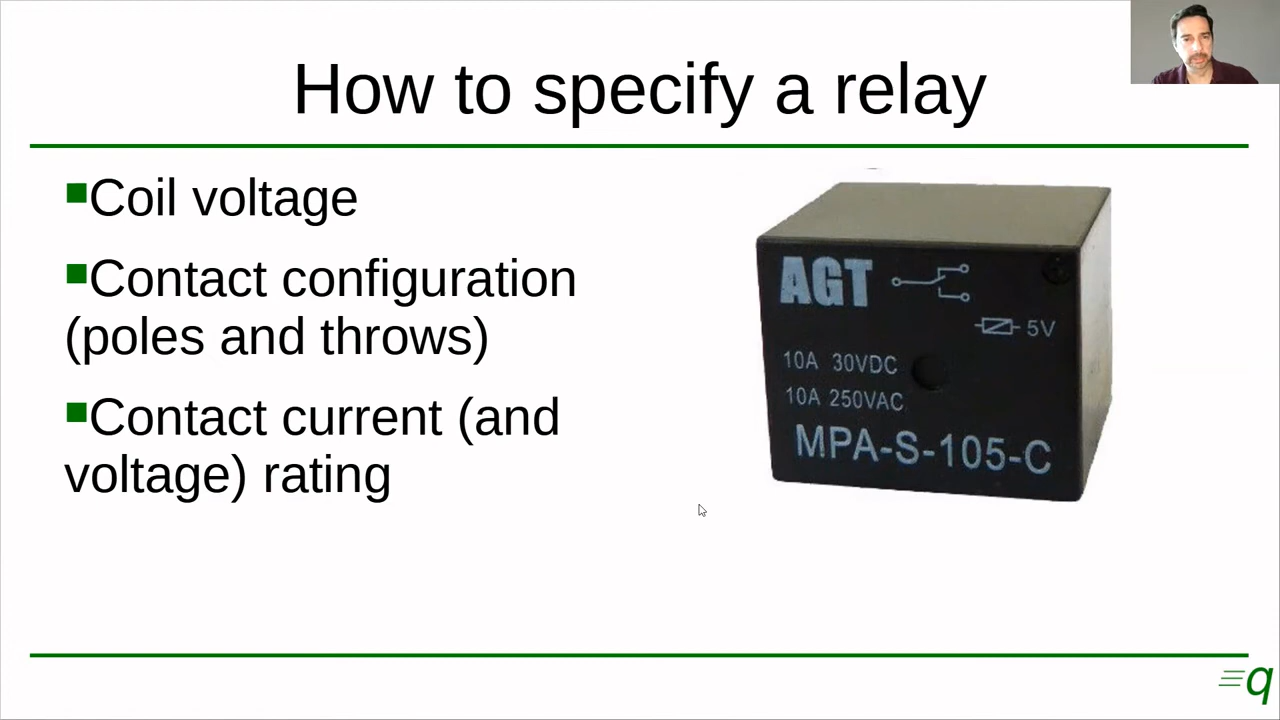 How to specify a relay
Coil voltage
Contact configuration
(poles and throws)
Contact current (and
voltage) rating
AGT
5V
10A 30VDC
10A 250VAC
MPA-S-105-C
q